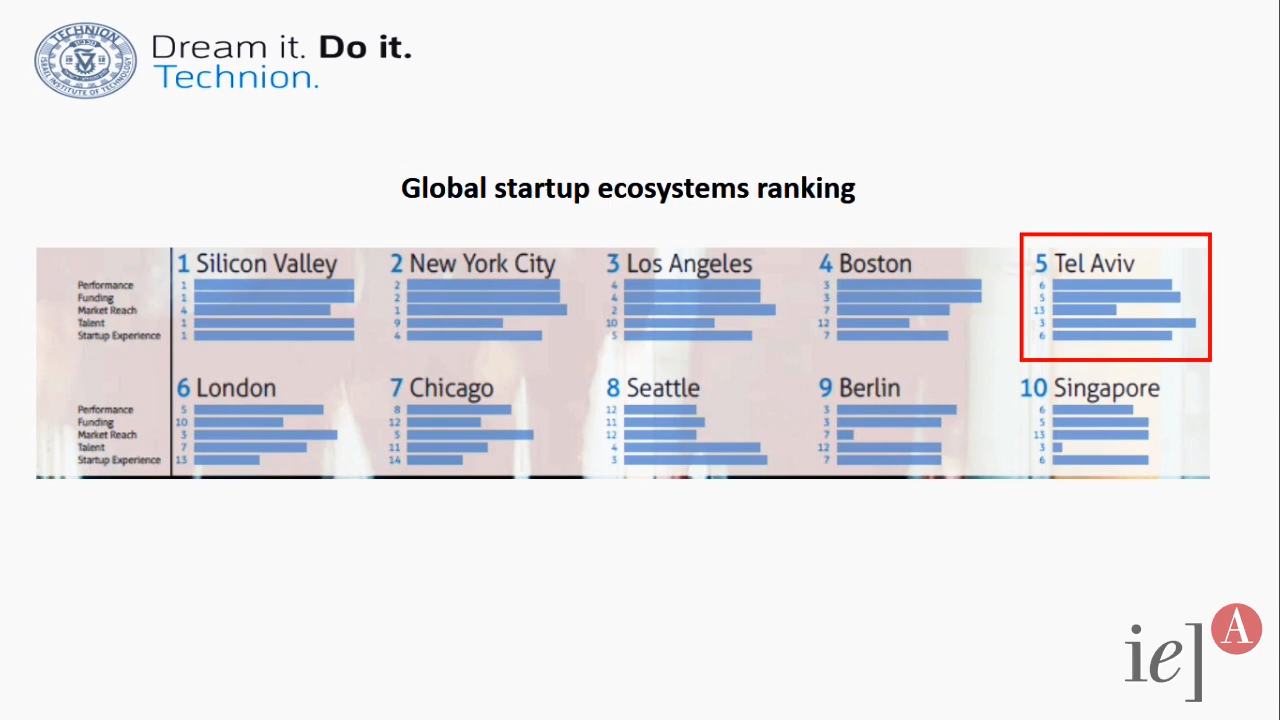 TECHNION
ISRAEL INSTITUTE OF TECHNOLOGY
Dream it. Do it.
Technion.
Global startup ecosystems ranking
1 Silicon Valley 2 New York City 3 Los Angeles 4 Boston 5 Tel Aviv
Performance 1 2 4 3 6
Funding 1 2 4 3 5
Market Reach 4 1 2 7 13
Talent 1 9 10 12 3
Startup Experience 1 4 5 7 6
6 London 7 Chicago 8 Seattle 9 Berlin 10 Singapore
Performance 5 8 12 3 6
Funding 10 12 11 3 5
Market Reach 3 5 12 7 13
Talent 7 11 4 12 3
Startup Experience 13 14 3 7 6
ie]A